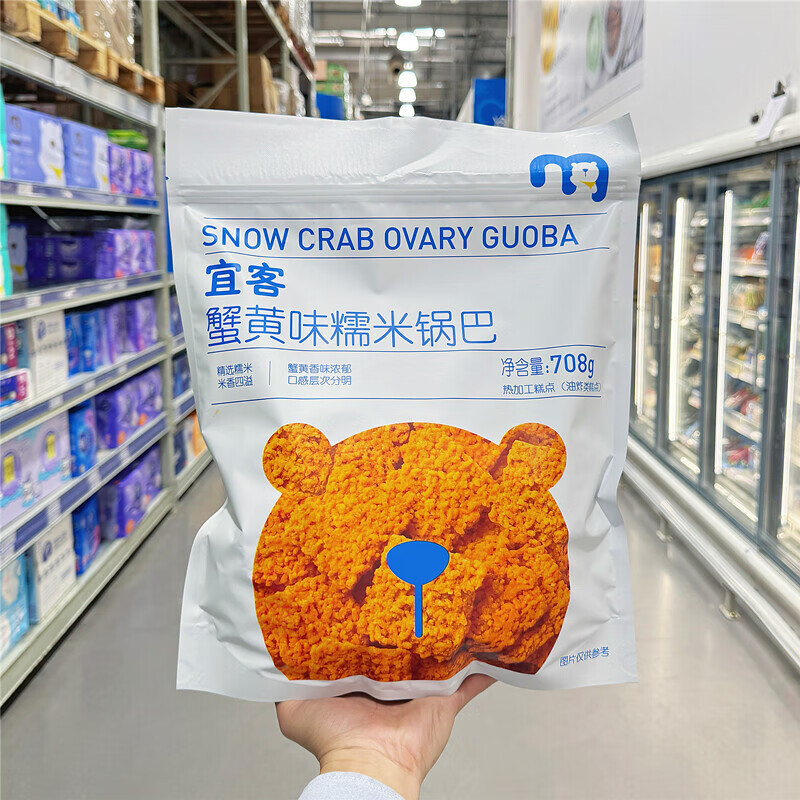 SNOW CRAB OVARY GUOBA
宜客
蟹黄味糯米锅巴
精选糯米
米香四溢
蟹黄香味浓郁
口感层次分明
净含量:708g
热加工糕点（油炸类糕点）
图片仅供参考